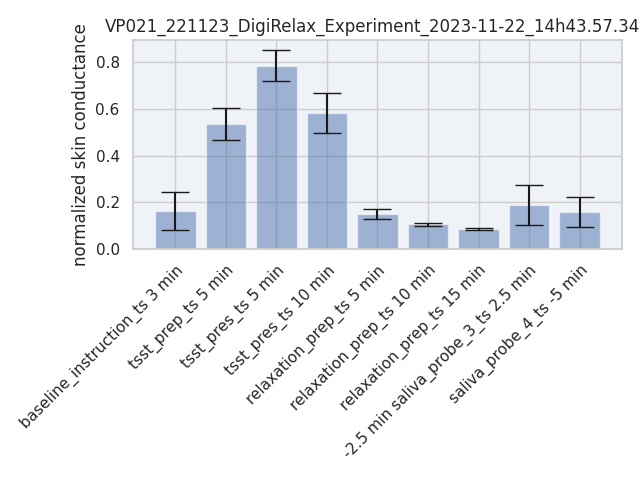 VP021_221123_DigiRelax_Experiment_2023-11-22_14h43.57.34
normalized skin conductance
0.8
0.6
0.4
0.2
0.0
baseline_instruction_ts 3 min
tsst_prep_ts 5 min
tsst_pres_ts 5 min
tsst_pres_ts 10 min
relaxation_prep_ts 5 min
relaxation_prep_ts 10 min
relaxation_prep_ts 15 min
-2.5 min saliva_probe_3_ts 2.5 min
saliva_probe_4_ts -5 min